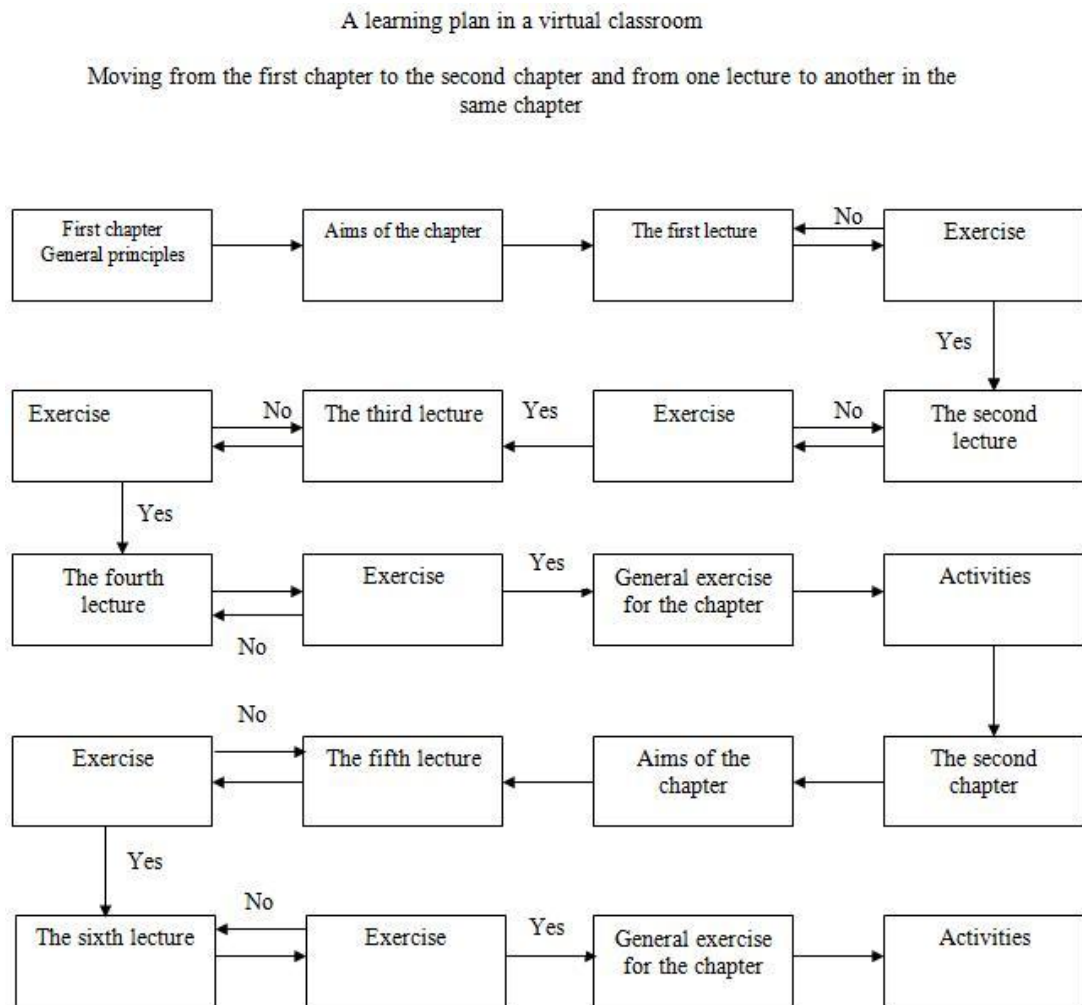 A learning plan in a virtual classroom
Moving from the first chapter to the second chapter and from one lecture to another in the
same chapter
First chapter
General principles
Aims of the chapter
The first lecture
No
Exercise
Yes
Exercise
No
The third lecture
Yes
Exercise
No
The second
lecture
Yes
The fourth
lecture
No
Exercise
Yes
General exercise
for the chapter
Activities
No
Exercise
The fifth lecture
Aims of the
chapter
The second
chapter
Yes
The sixth lecture
No
Exercise
Yes
General exercise
for the chapter
Activities